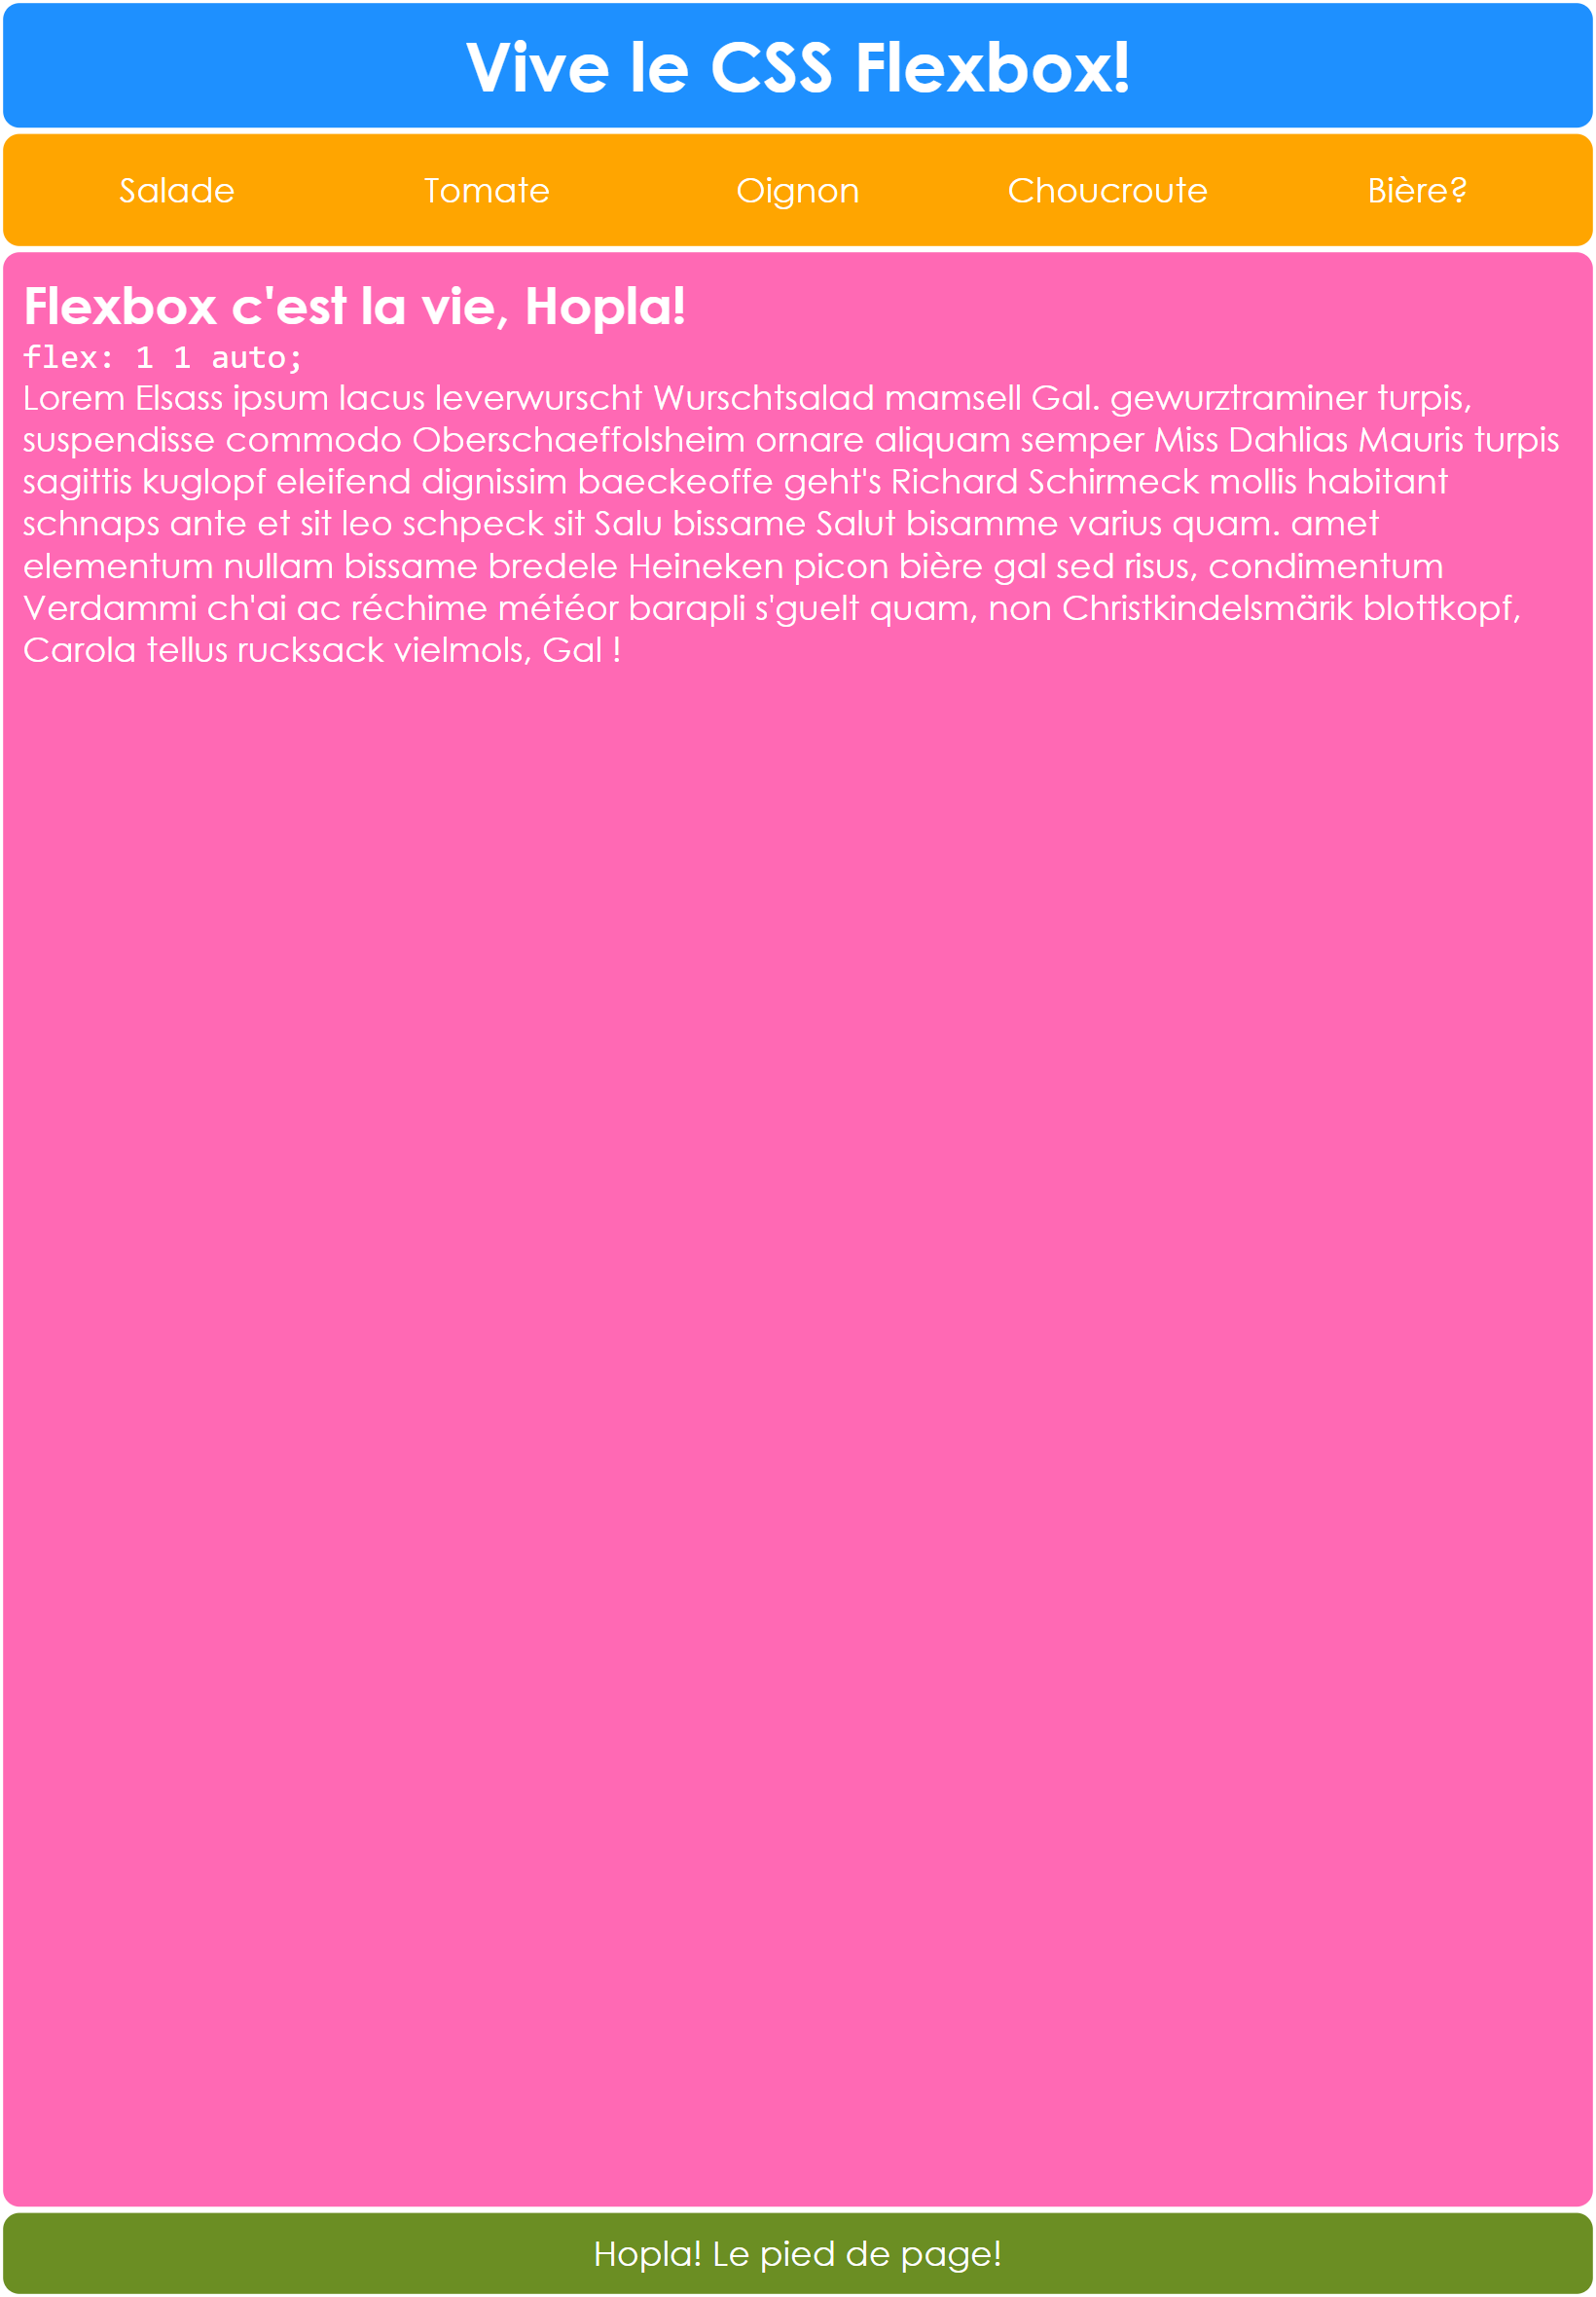 Vive le CSS Flexbox!
Salade Tomate Oignon Choucroute Bière?
Flexbox c'est la vie, Hopla!
flex: 1 1 auto;
Lorem Elsass ipsum lacus leverwurscht Wurschtsalad mamsell Gal. gewurztraminer turpis,
suspendisse commodo Oberschaeffolsheim ornare aliquam semper Miss Dahlias Mauris turpis
sagittis kuglopf eleifend dignissim baeckeoffe geht's Richard Schirmeck mollis habitant
schnaps ante et sit leo schpeck sit Salu bissame Salut bisamme varius quam. amet
elementum nullam bissame bredele Heineken picon bière gal sed risus, condimentum
Verdammi ch'ai ac réchime météor barapli s'guelt quam, non Christkindelsmärik blottkopf,
Carola tellus rucksack vielmols, Gal !
Hopla! Le pied de page!